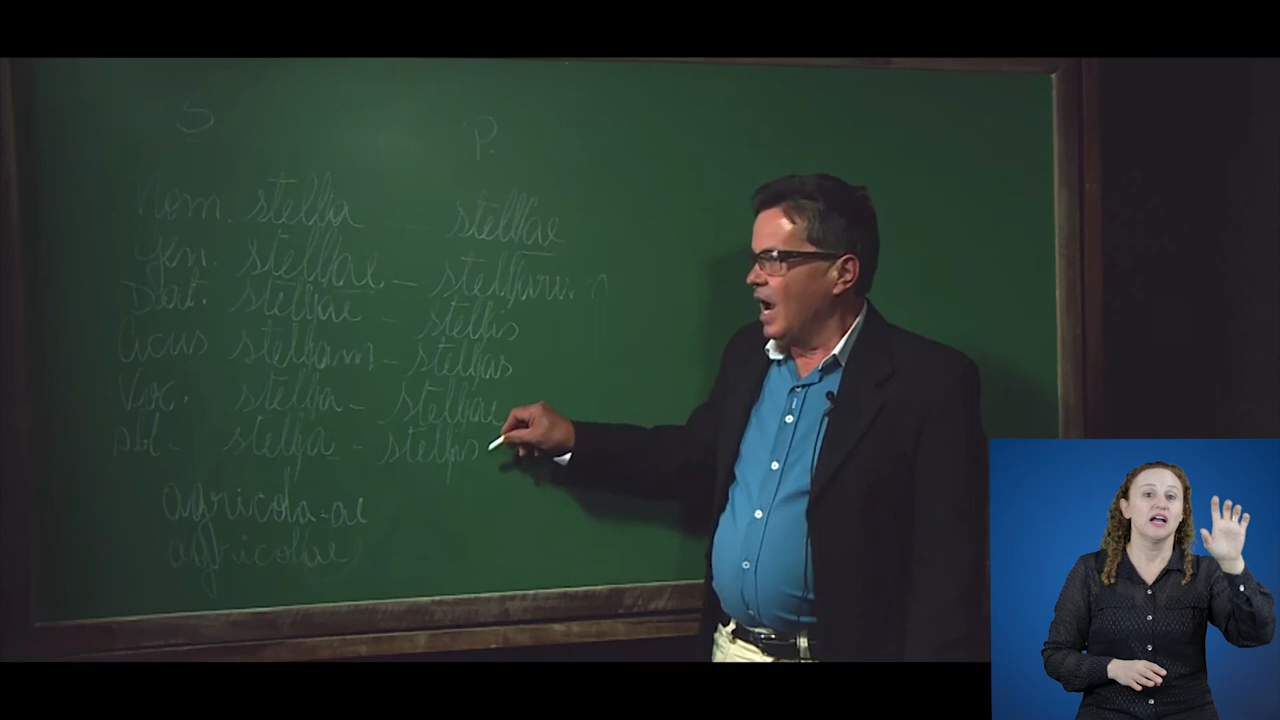 S P.
Nom. stella - stellae
Gen. stellae - stellarum
Dat. stellae - stellis
Acus stellam - stellas
Voc. stella - stellae
Abl - stella - stellis
agricola-ae
agricolae